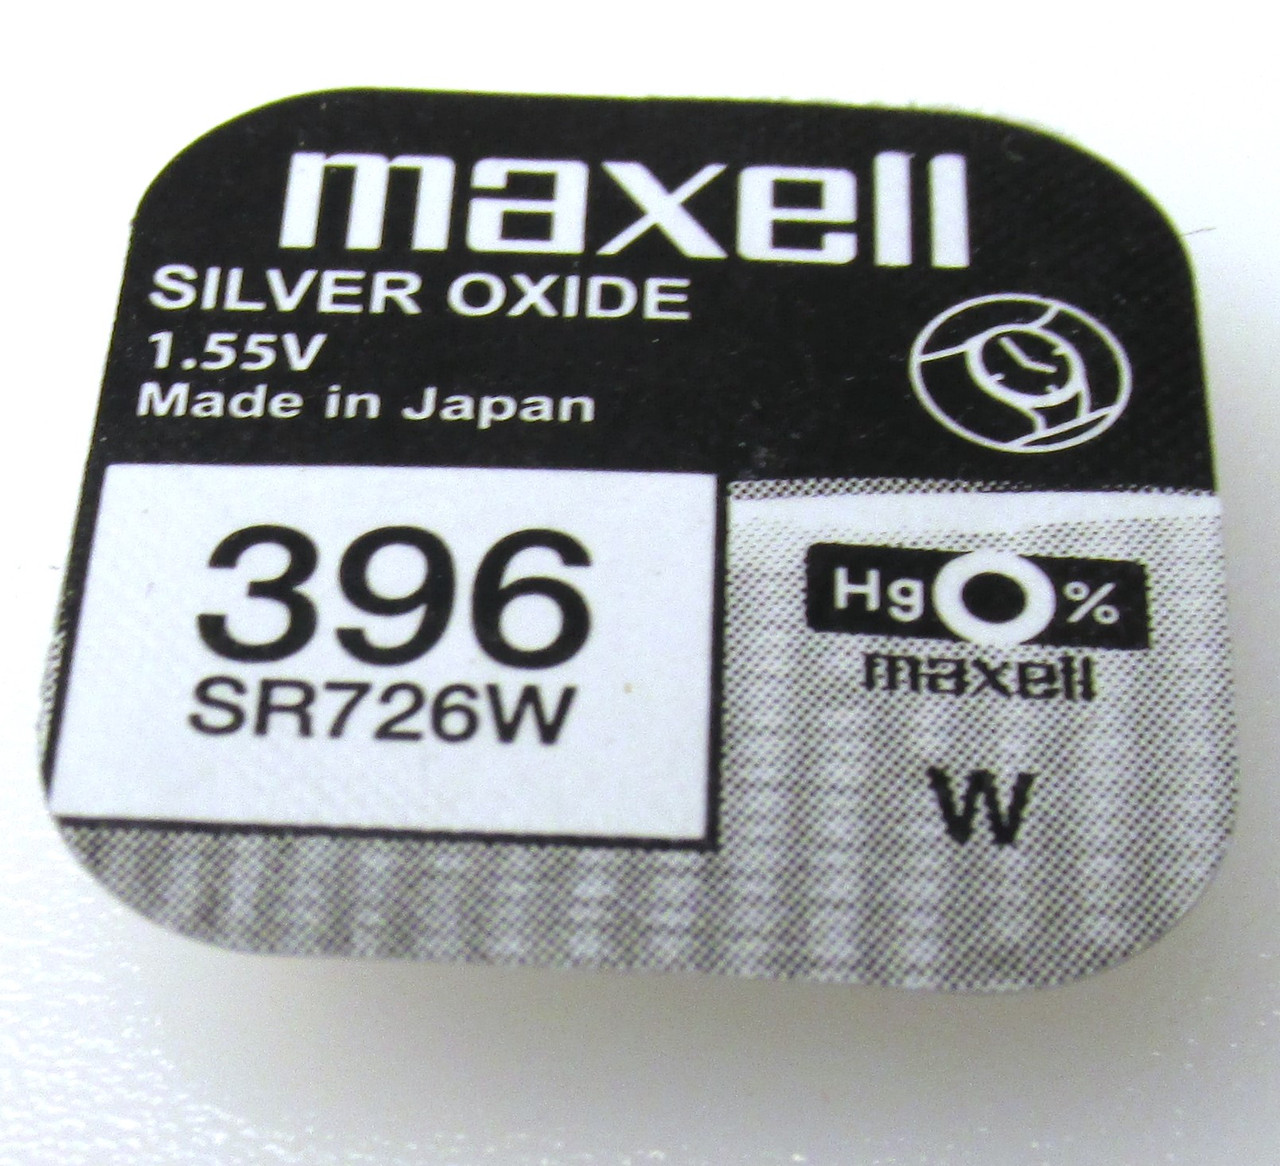 maxell
SILVER OXIDE
1.55V
Made in Japan
396
SR726W
Hg0%
maxell
W